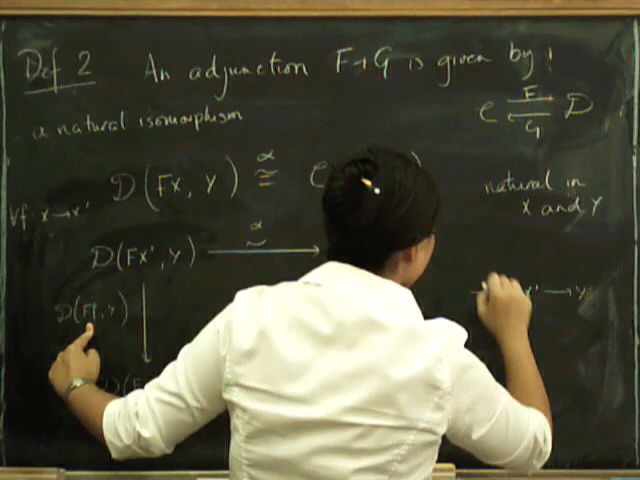 Def 2 An adjunction F ⊣ G is given by:
a natural isomorphism
C F D
G
D(FX, Y) α ≅ C
natural in
X and Y
∀f: X→X'
D(FX', Y) α ~
D(Ff, Y)
X' → Y
D(F